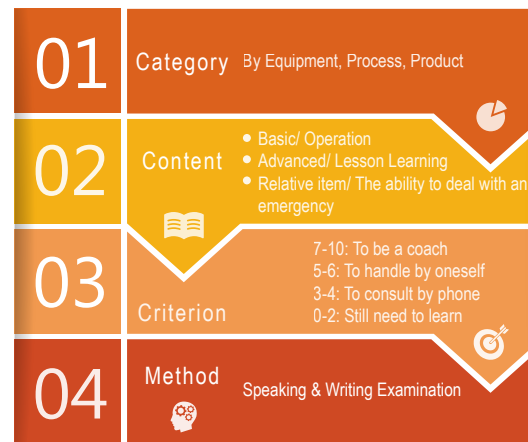 01
Category
By Equipment, Process, Product
02
Content
Basic/ Operation
Advanced/ Lesson Learning
Relative item/ The ability to deal with an
emergency
03
Criterion
7-10: To be a coach
5-6: To handle by oneself
3-4: To consult by phone
0-2: Still need to learn
04
Method
Speaking & Writing Examination